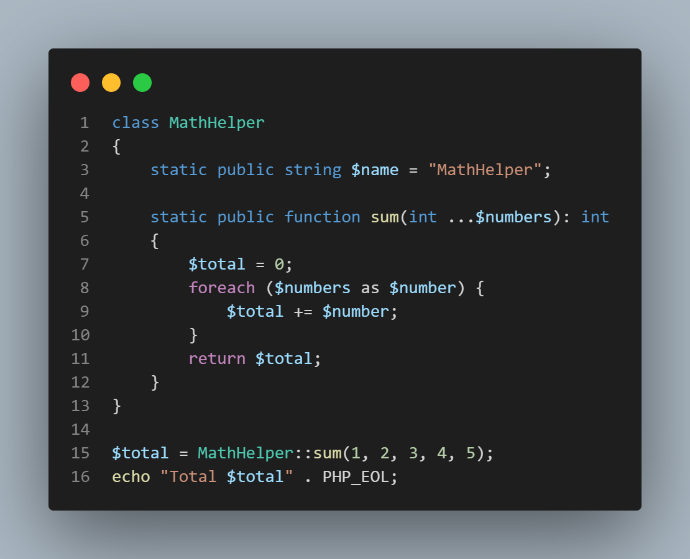 1 class MathHelper
2 {
3     static public string $name = "MathHelper";
4
5     static public function sum(int ...$numbers): int
6     {
7         $total = 0;
8         foreach ($numbers as $number) {
9             $total += $number;
10         }
11         return $total;
12     }
13 }
14
15 $total = MathHelper::sum(1, 2, 3, 4, 5);
16 echo "Total $total" . PHP_EOL;